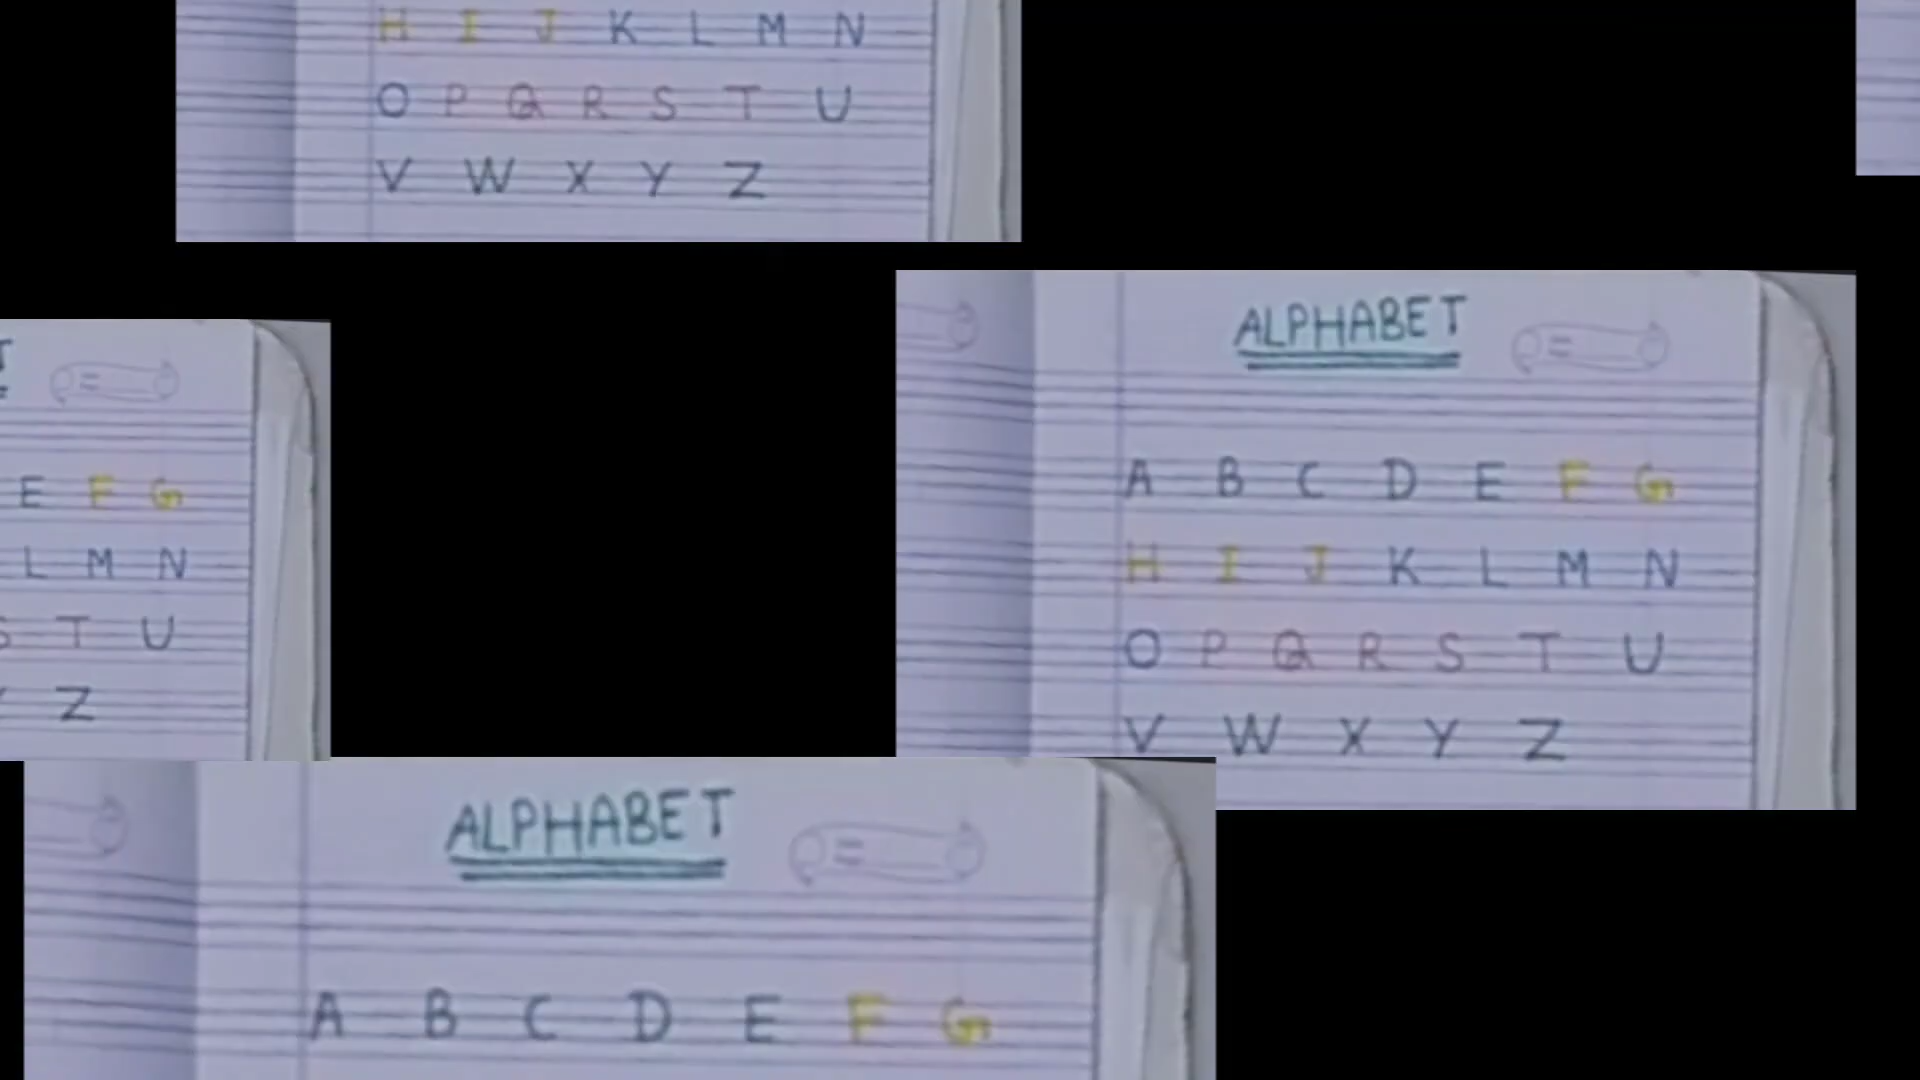 H I J K L M N
O P Q R S T U
V W X Y Z
T
E F G
L M N
S T U
Y Z
ALPHABET
A B C D E F G
H I J K L M N
O P Q R S T U
V W X Y Z
ALPHABET
A B C D E F G